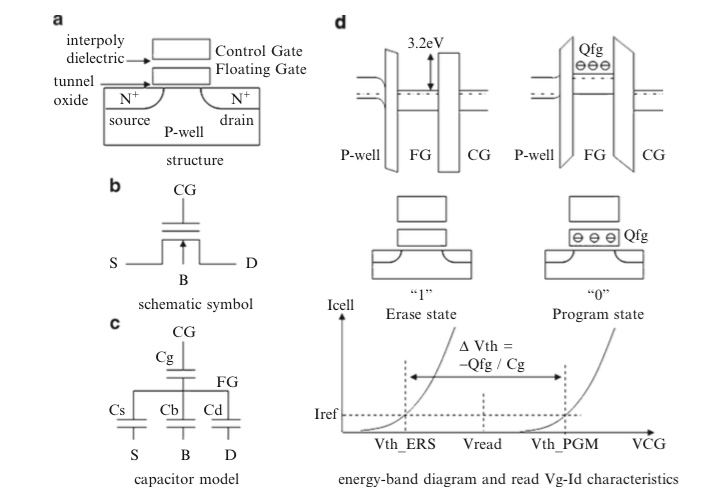 a
interpoly
dielectric
Control Gate
Floating Gate
tunnel
oxide
N+
N+
source
drain
P-well
structure
b
CG
S
D
B
schematic symbol
c
CG
Cg
FG
Cs
Cb
Cd
S
B
D
capacitor model
d
3.2eV
Qfg
⊖⊖⊖
P-well
FG
CG
P-well
FG
CG
⊖ ⊖ ⊖
Qfg
“1”
Erase state
“0”
Program state
Icell
Δ Vth =
–Qfg / Cg
Iref
Vth_ERS
Vread
Vth_PGM
VCG
energy-band diagram and read Vg-Id characteristics